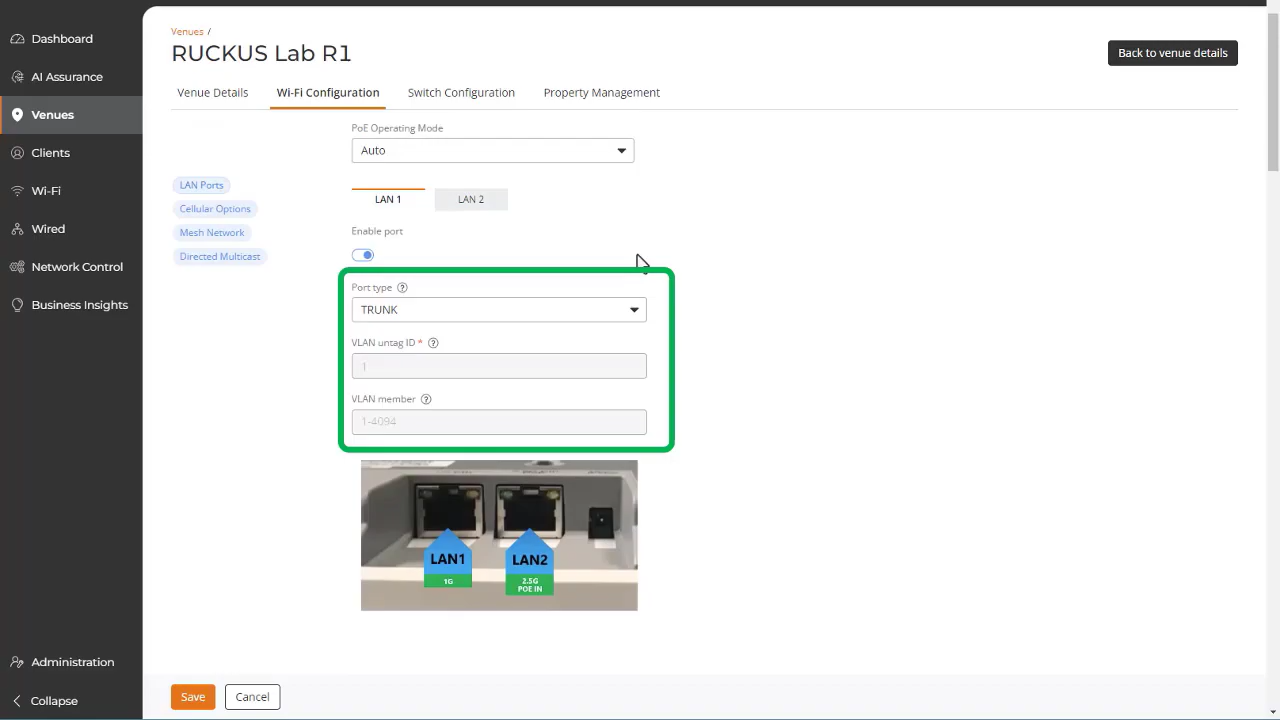 Dashboard
AI Assurance
Venues
Clients
Wi-Fi
Wired
Network Control
Business Insights
Administration
Collapse
Venues /
RUCKUS Lab R1
Back to venue details
Venue Details
Wi-Fi Configuration
Switch Configuration
Property Management
LAN Ports
Cellular Options
Mesh Network
Directed Multicast
PoE Operating Mode
Auto
LAN 1
LAN 2
Enable port
Port type ?
TRUNK
VLAN untag ID * ?
1
VLAN member ?
1-4094
LAN1
1G
LAN2
2.5G
POE IN
Save
Cancel